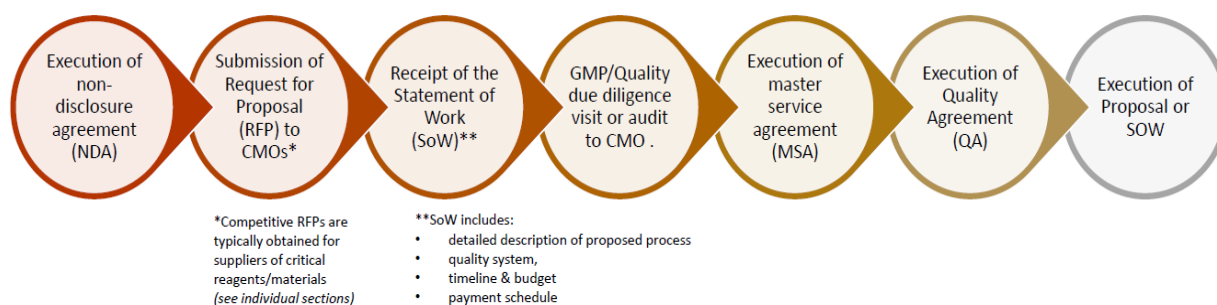 Execution of
non-
disclosure
agreement
(NDA)
Submission of
Request for
Proposal
(RFP) to
CMOs*
Receipt of the
Statement of
Work
(SoW)**
GMP/Quality
due diligence
visit or audit
to CMO .
Execution of
master
service
agreement
(MSA)
Execution of
Quality
Agreement
(QA)
Execution of
Proposal or
SOW
*Competitive RFPs are
typically obtained for
suppliers of critical
reagents/materials
(see individual sections)
**SoW includes:
• detailed description of proposed process
• quality system,
• timeline & budget
• payment schedule